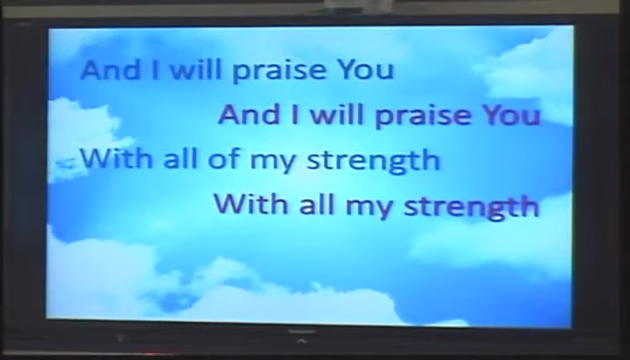 And I will praise You
And I will praise You
With all of my strength
With all my strength